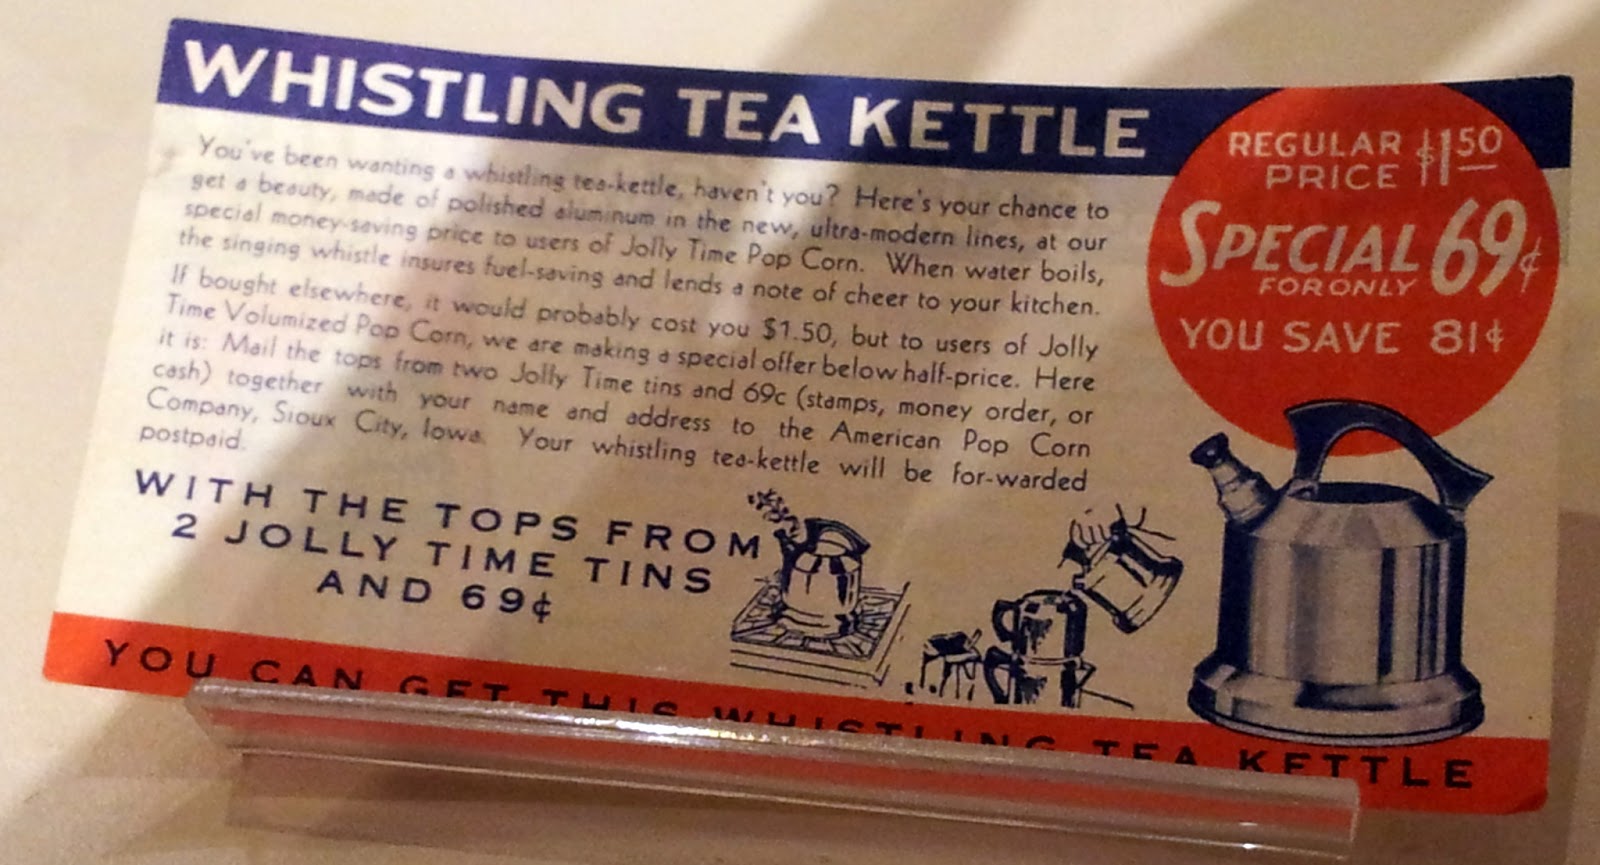 WHISTLING TEA KETTLE
You've been wanting a whistling tea-kettle, haven't you? Here's your chance to
get a beauty, made of polished aluminum in the new, ultra-modern lines, at our
special money-saving price to users of Jolly Time Pop Corn. When water boils,
the singing whistle insures fuel-saving and lends a note of cheer to your kitchen.
If bought elsewhere, it would probably cost you $1.50, but to users of Jolly
Time Volumized Pop Corn, we are making a special offer below half-price. Here
it is: Mail the tops from two Jolly Time tins and 69c (stamps, money order, or
cash) together with your name and address to the American Pop Corn
Company, Sioux City, Iowa. Your whistling tea-kettle will be for-warded
postpaid.
REGULAR
PRICE $1.50
SPECIAL 69¢
FOR ONLY
YOU SAVE 81¢
WITH THE TOPS FROM
2 JOLLY TIME TINS
AND 69¢
YOU CAN GET THIS WHISTLING TEA KETTLE